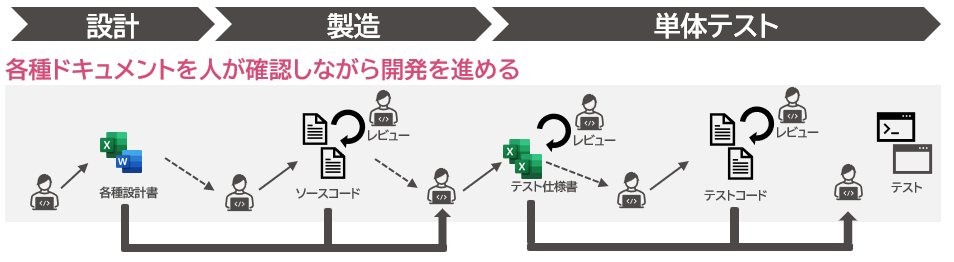 設計
製造
単体テスト
各種ドキュメントを人が確認しながら開発を進める
X
W
各種設計書
レビュー
ソースコード
レビュー
X
X
テスト仕様書
レビュー
テストコード
テスト